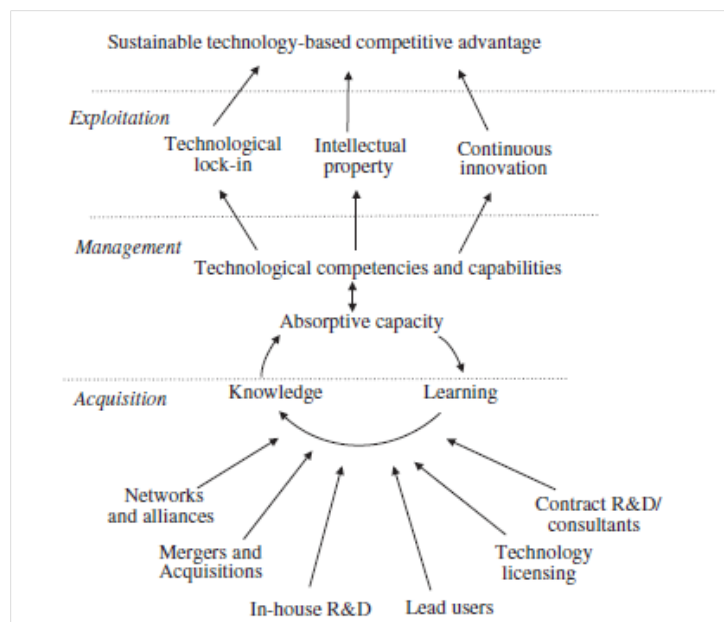 Sustainable technology-based competitive advantage
Exploitation
Technological
lock-in
Intellectual
property
Continuous
innovation
Management
Technological competencies and capabilities
Absorptive capacity
Acquisition
Knowledge
Learning
Networks
and alliances
Contract R&D/
consultants
Mergers and
Acquisitions
Technology
licensing
In-house R&D
Lead users